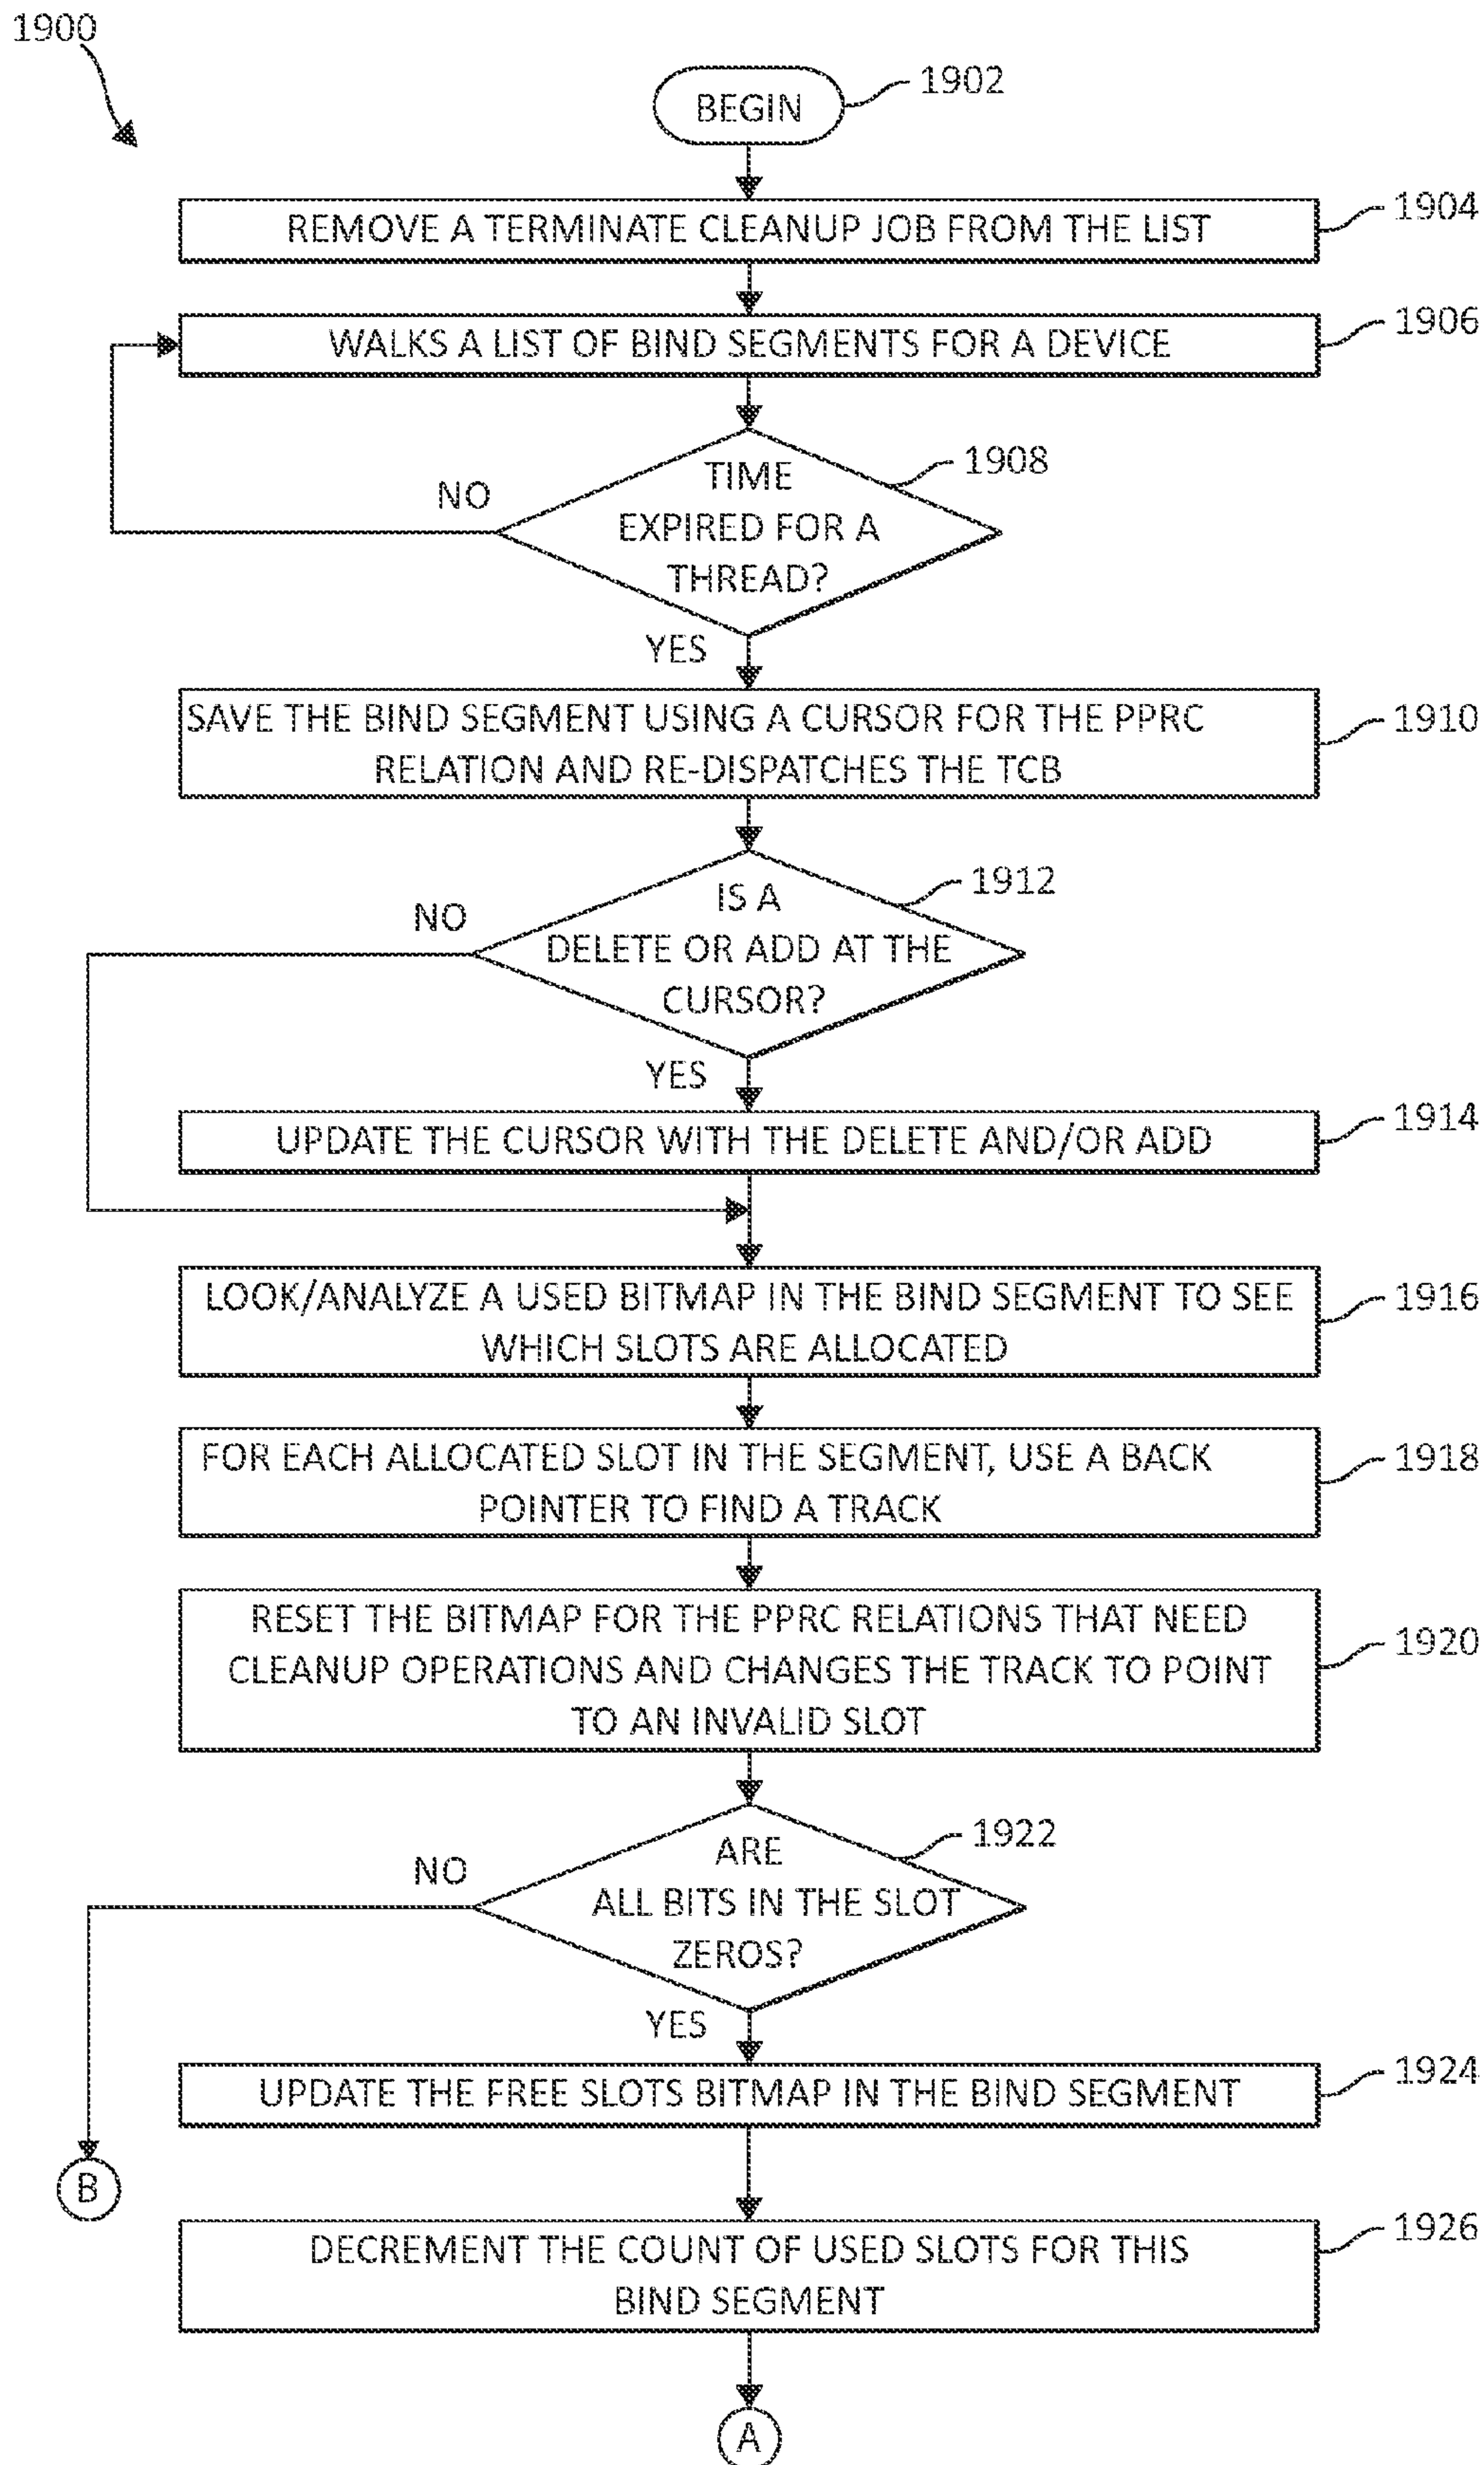 1900
BEGIN
1902
REMOVE A TERMINATE CLEANUP JOB FROM THE LIST
1904
WALKS A LIST OF BIND SEGMENTS FOR A DEVICE
1906
TIME
EXPIRED FOR A
THREAD?
1908
NO
YES
SAVE THE BIND SEGMENT USING A CURSOR FOR THE PPRC
RELATION AND RE-DISPATCHES THE TCB
1910
IS A
DELETE OR ADD AT THE
CURSOR?
1912
NO
YES
UPDATE THE CURSOR WITH THE DELETE AND/OR ADD
1914
LOOK/ANALYZE A USED BITMAP IN THE BIND SEGMENT TO SEE
WHICH SLOTS ARE ALLOCATED
1916
FOR EACH ALLOCATED SLOT IN THE SEGMENT, USE A BACK
POINTER TO FIND A TRACK
1918
RESET THE BITMAP FOR THE PPRC RELATIONS THAT NEED
CLEANUP OPERATIONS AND CHANGES THE TRACK TO POINT
TO AN INVALID SLOT
1920
ARE
ALL BITS IN THE SLOT
ZEROS?
1922
NO
YES
UPDATE THE FREE SLOTS BITMAP IN THE BIND SEGMENT
1924
B
DECREMENT THE COUNT OF USED SLOTS FOR THIS
BIND SEGMENT
1926
A